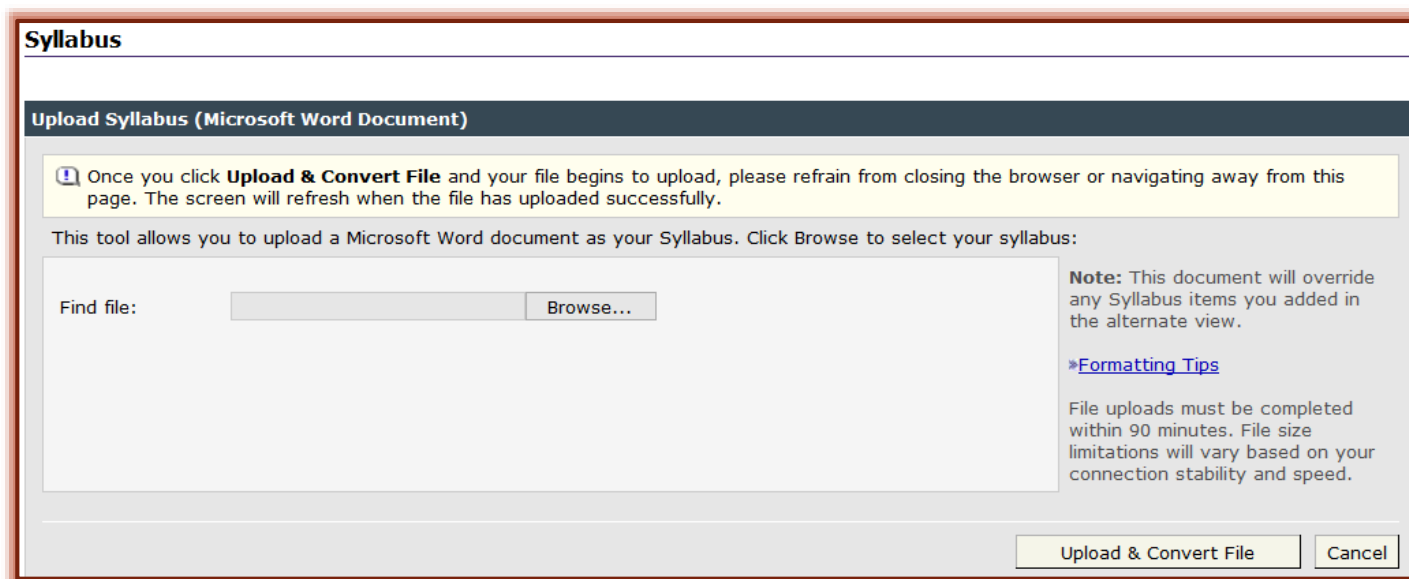 Syllabus
Upload Syllabus (Microsoft Word Document)
Once you click Upload & Convert File and your file begins to upload, please refrain from closing the browser or navigating away from this
page. The screen will refresh when the file has uploaded successfully.
This tool allows you to upload a Microsoft Word document as your Syllabus. Click Browse to select your syllabus:
Find file:
Browse...
Note: This document will override
any Syllabus items you added in
the alternate view.
»Formatting Tips
File uploads must be completed
within 90 minutes. File size
limitations will vary based on your
connection stability and speed.
Upload & Convert File
Cancel